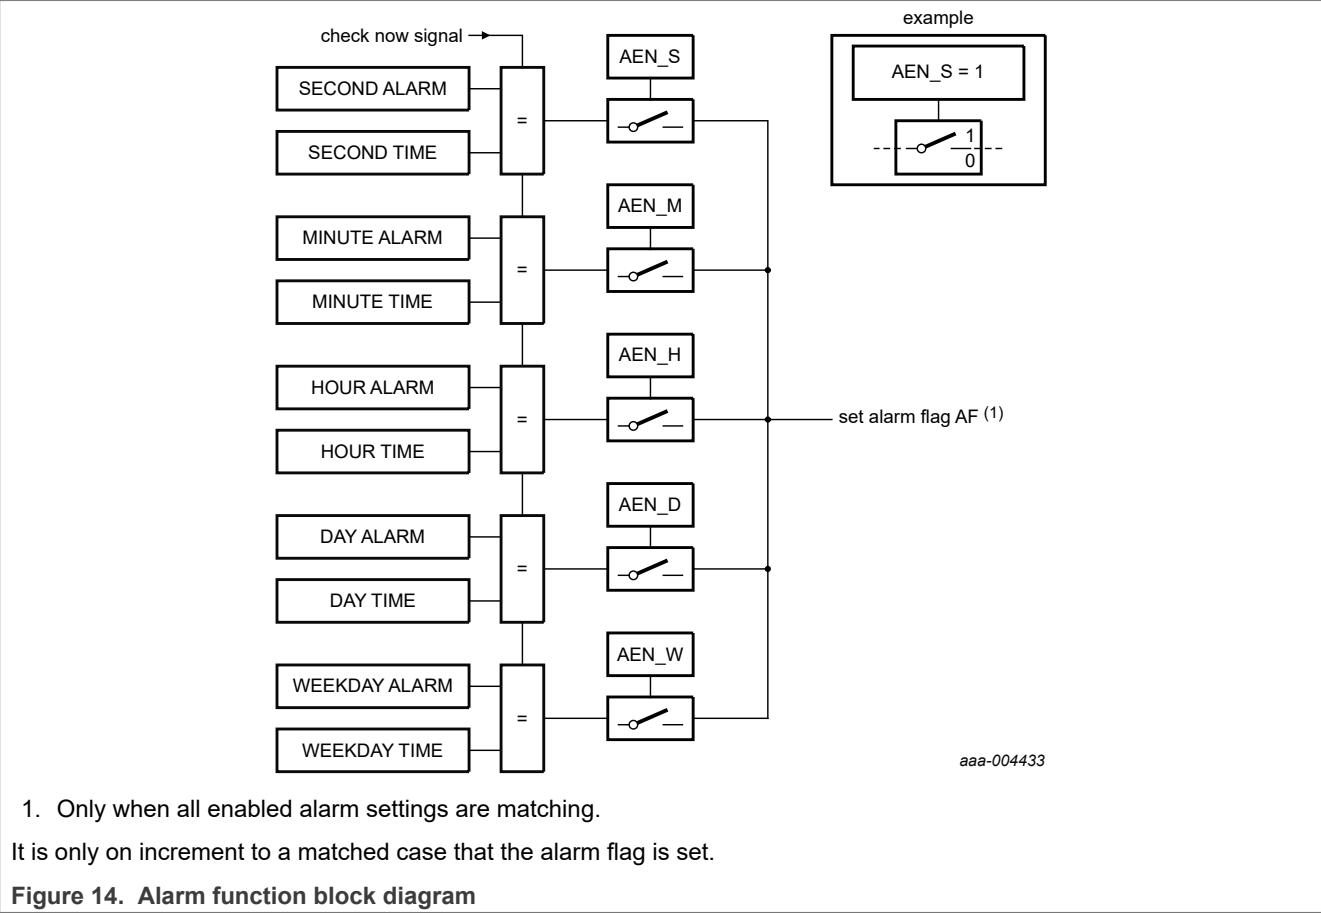 example
check now signal
AEN_S
AEN_S = 1
SECOND ALARM
=
1
SECOND TIME
0
AEN_M
MINUTE ALARM
=
MINUTE TIME
AEN_H
HOUR ALARM
=
set alarm flag AF (1)
HOUR TIME
AEN_D
DAY ALARM
=
DAY TIME
AEN_W
WEEKDAY ALARM
=
WEEKDAY TIME
aaa-004433
1. Only when all enabled alarm settings are matching.
It is only on increment to a matched case that the alarm flag is set.
Figure 14. Alarm function block diagram